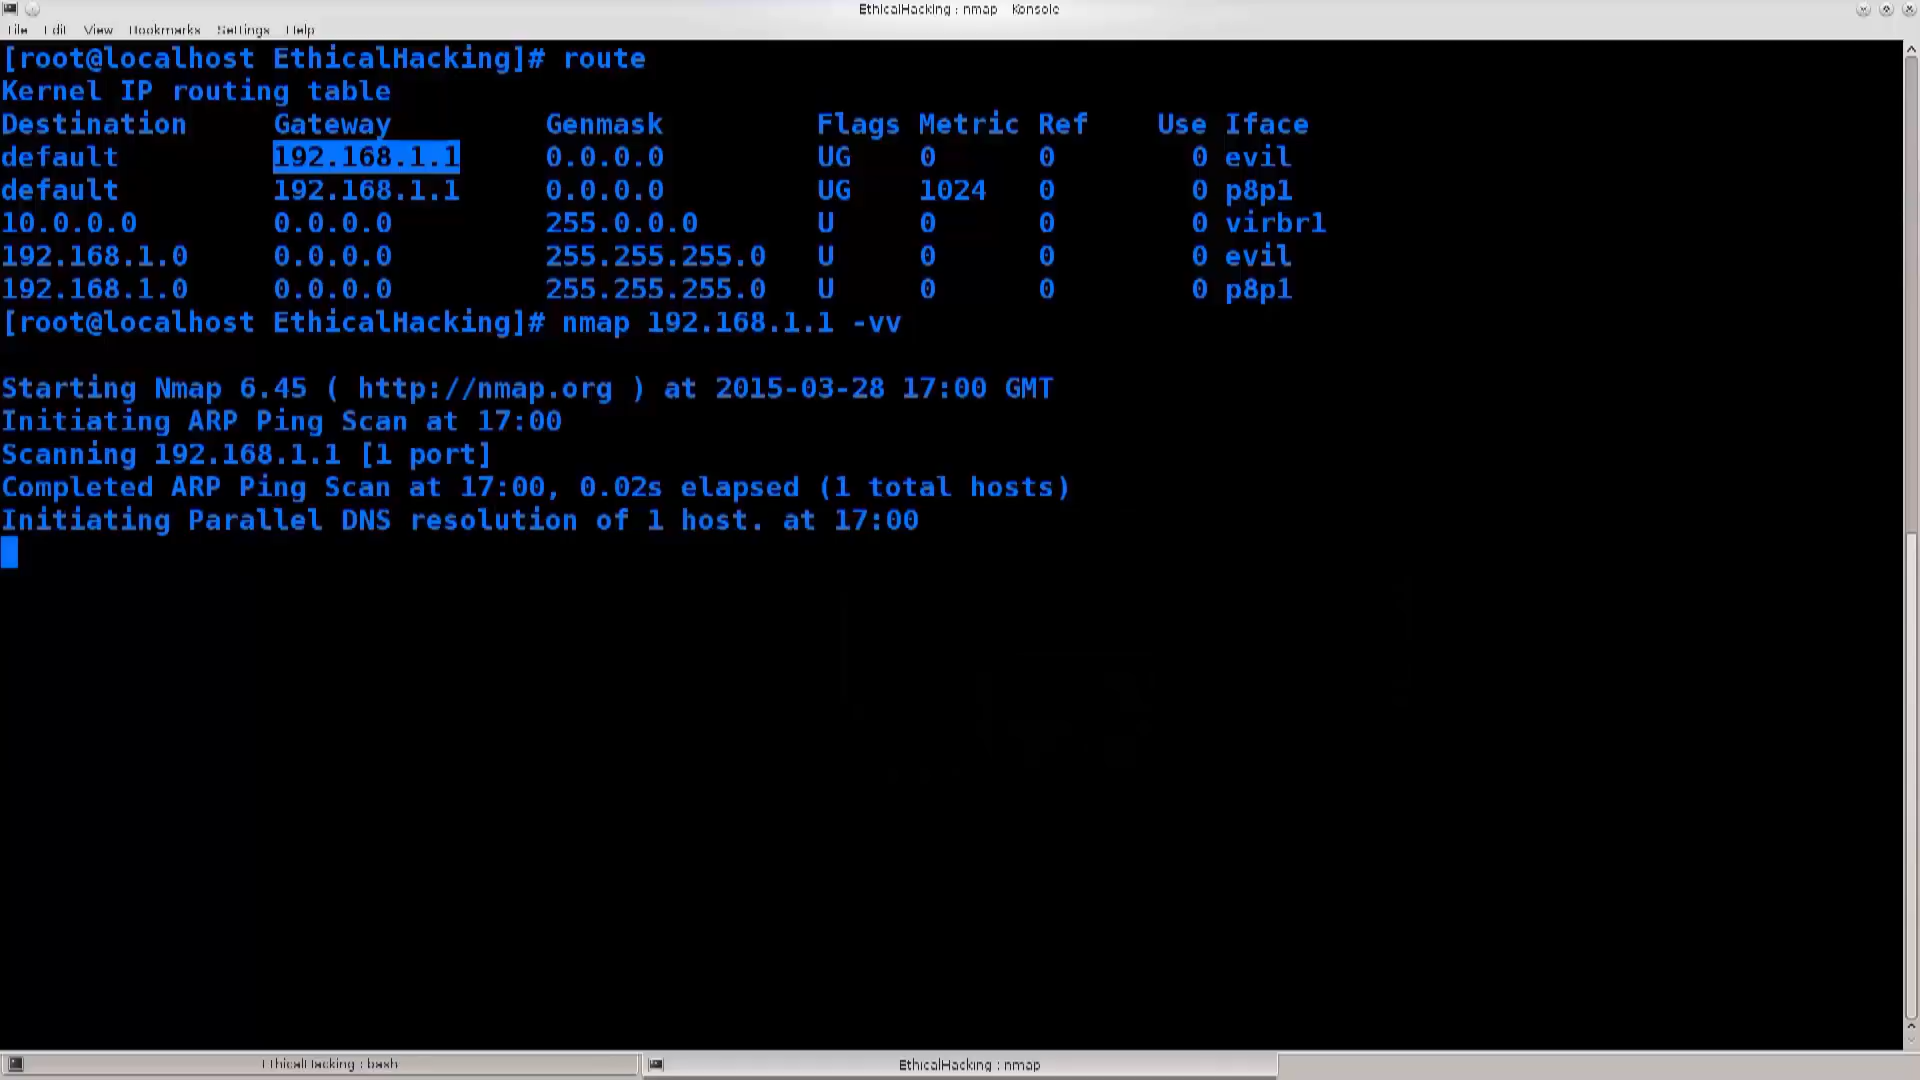 EthicalHacking : nmap Konsole
File Edit View Bookmarks Settings Help
[root@localhost EthicalHacking]# route
Kernel IP routing table
Destination Gateway Genmask Flags Metric Ref Use Iface
default 192.168.1.1 0.0.0.0 UG 0 0 0 evil
default 192.168.1.1 0.0.0.0 UG 1024 0 0 p8p1
10.0.0.0 0.0.0.0 255.0.0.0 U 0 0 0 virbr1
192.168.1.0 0.0.0.0 255.255.255.0 U 0 0 0 evil
192.168.1.0 0.0.0.0 255.255.255.0 U 0 0 0 p8p1
[root@localhost EthicalHacking]# nmap 192.168.1.1 -vv
Starting Nmap 6.45 ( http://nmap.org ) at 2015-03-28 17:00 GMT
Initiating ARP Ping Scan at 17:00
Scanning 192.168.1.1 [1 port]
Completed ARP Ping Scan at 17:00, 0.02s elapsed (1 total hosts)
Initiating Parallel DNS resolution of 1 host. at 17:00
EthicalHacking : bash EthicalHacking : nmap